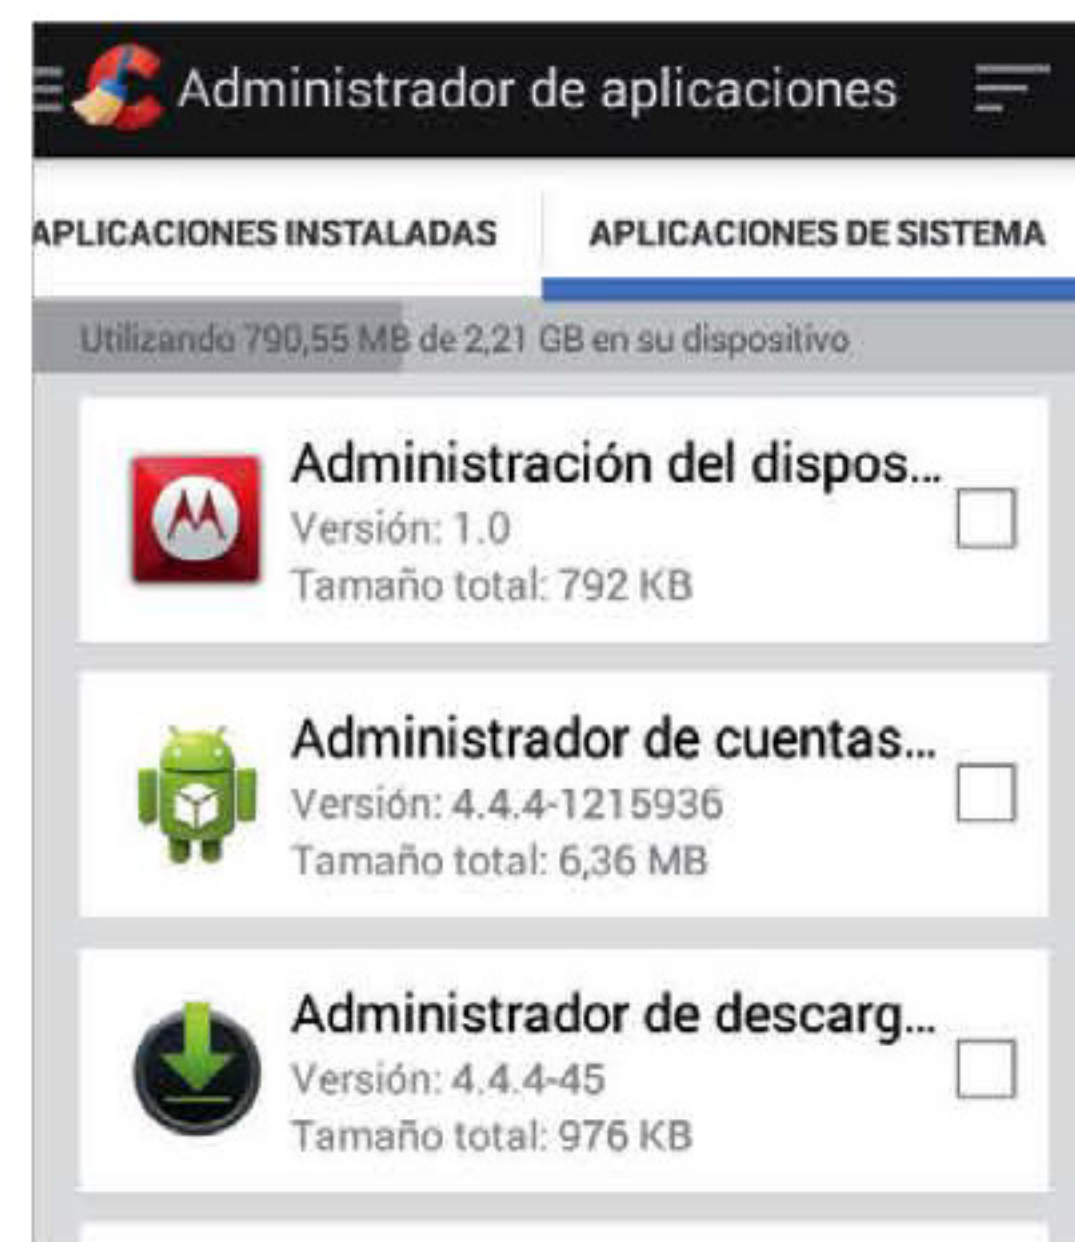 Administrador de aplicaciones
APLICACIONES INSTALADAS
APLICACIONES DE SISTEMA
Utilizando 790,55 MB de 2,21 GB en su dispositivo
Administración del dispos...
Versión: 1.0
Tamaño total: 792 KB
Administrador de cuentas...
Versión: 4.4.4-1215936
Tamaño total: 6,36 MB
Administrador de descarg...
Versión: 4.4.4-45
Tamaño total: 976 KB